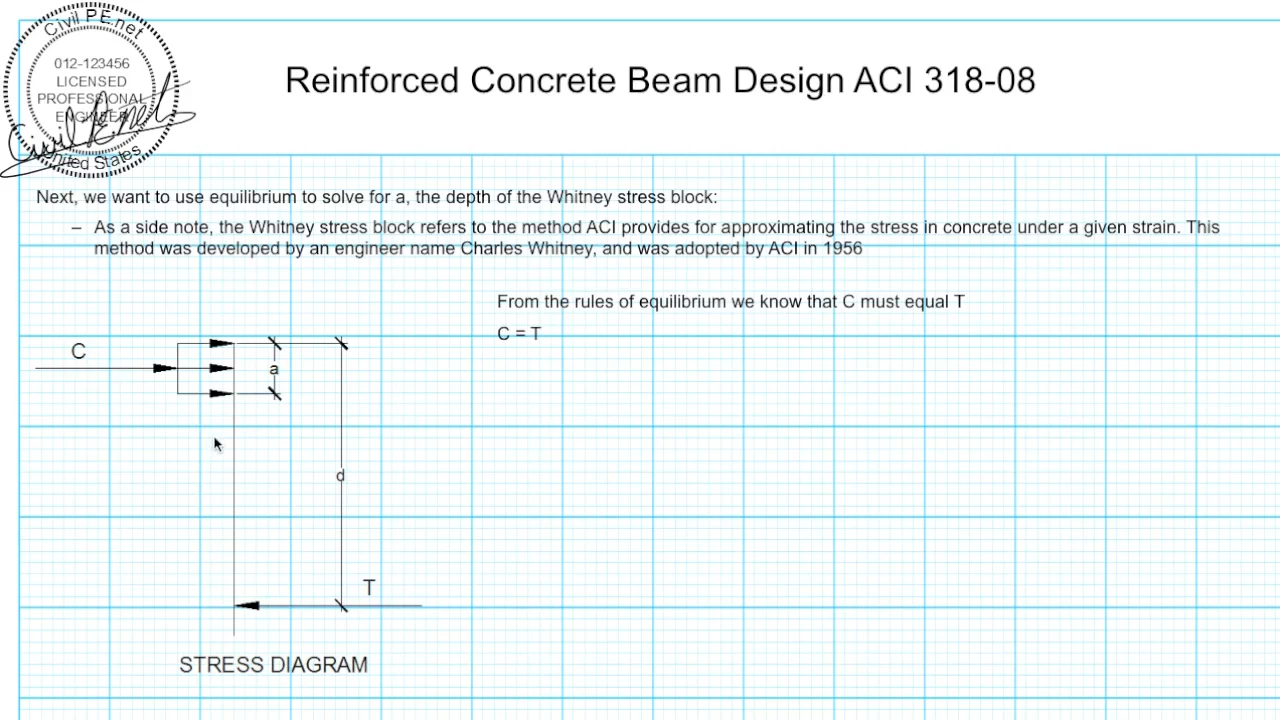 Civil PE.net
012-123456
LICENSED
PROFESSIONAL
ENGINEER
Civil PE.net
United States
Reinforced Concrete Beam Design ACI 318-08
Next, we want to use equilibrium to solve for a, the depth of the Whitney stress block:
– As a side note, the Whitney stress block refers to the method ACI provides for approximating the stress in concrete under a given strain. This
method was developed by an engineer name Charles Whitney, and was adopted by ACI in 1956
From the rules of equilibrium we know that C must equal T
C = T
C
a
d
T
STRESS DIAGRAM